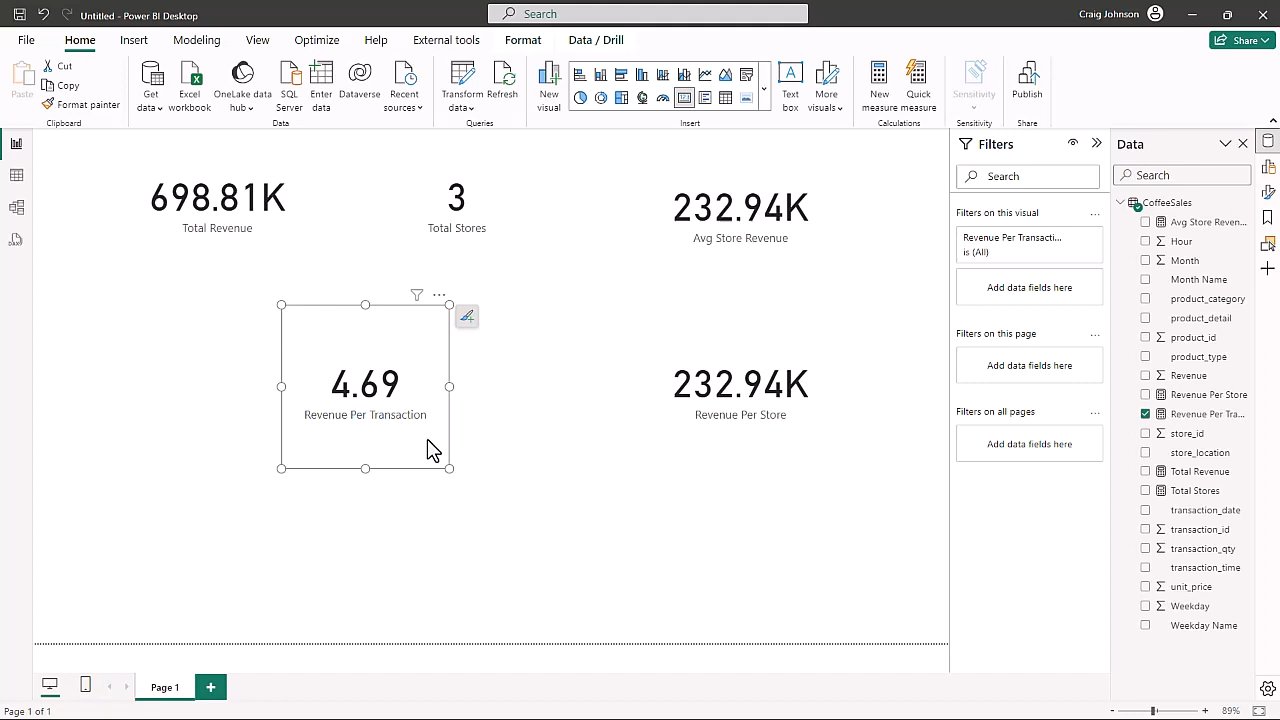 Untitled - Power BI Desktop
Search
Craig Johnson
File
Home
Insert
Modeling
View
Optimize
Help
External tools
Format
Data / Drill
Share
Paste
Cut
Copy
Format painter
Clipboard
Get data
Excel workbook
OneLake data hub
SQL Server
Enter data
Dataverse
Recent sources
Data
Transform data
Refresh
Queries
New visual
Text box
More visuals
Insert
New measure
Quick measure
Calculations
Sensitivity
Sensitivity
Publish
Share
698.81K
Total Revenue
3
Total Stores
232.94K
Avg Store Revenue
4.69
Revenue Per Transaction
232.94K
Revenue Per Store
Filters
Search
Filters on this visual
Revenue Per Transacti...
is (All)
Add data fields here
Filters on this page
Add data fields here
Filters on all pages
Add data fields here
Data
Search
CoffeeSales
Avg Store Reven...
Hour
Month
Month Name
product_category
product_detail
product_id
product_type
Revenue
Revenue Per Store
Revenue Per Tra...
store_id
store_location
Total Revenue
Total Stores
transaction_date
transaction_id
transaction_qty
transaction_time
unit_price
Weekday
Weekday Name
Page 1
Page 1 of 1
89%